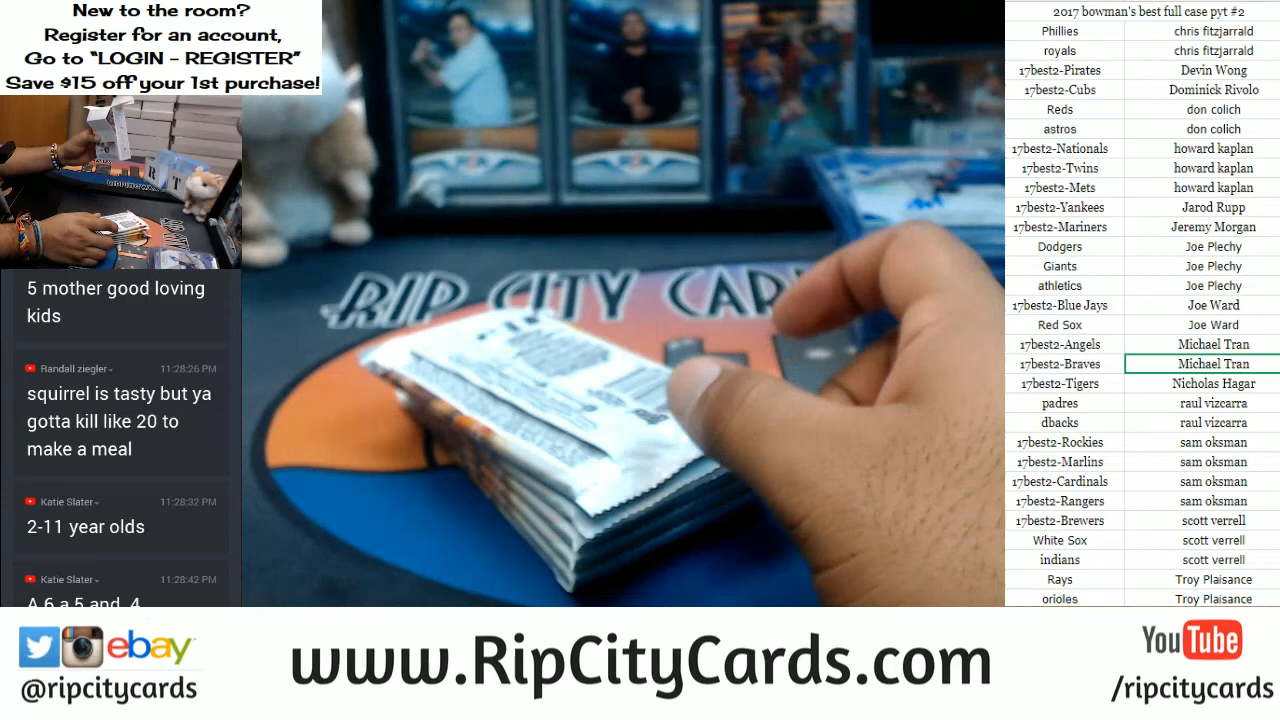 New to the room?
Register for an account,
Go to “LOGIN - REGISTER”
Save $15 off your 1st purchase!
5 mother good loving
kids
Randall ziegler 11:28:26 PM
squirrel is tasty but ya
gotta kill like 20 to
make a meal
Katie Slater 11:28:32 PM
2-11 year olds
Katie Slater 11:28:42 PM
A 6 a 5 and 4
RIP CITY CAR
2017 bowman's best full case pyt #2
Phillies chris fitzjarrald
royals chris fitzjarrald
17best2-Pirates Devin Wong
17best2-Cubs Dominick Rivolo
Reds don colich
astros don colich
17best2-Nationals howard kaplan
17best2-Twins howard kaplan
17best2-Mets howard kaplan
17best2-Yankees Jarod Rupp
17best2-Mariners Jeremy Morgan
Dodgers Joe Plechy
Giants Joe Plechy
athletics Joe Plechy
17best2-Blue Jays Joe Ward
Red Sox Joe Ward
17best2-Angels Michael Tran
17best2-Braves Michael Tran
17best2-Tigers Nicholas Hagar
padres raul vizcarra
dbacks raul vizcarra
17best2-Rockies sam oksman
17best2-Marlins sam oksman
17best2-Cardinals sam oksman
17best2-Rangers sam oksman
17best2-Brewers scott verrell
White Sox scott verrell
indians scott verrell
Rays Troy Plaisance
orioles Troy Plaisance
ebay
@ripcitycards
www.RipCityCards.com
YouTube
/ripcitycards